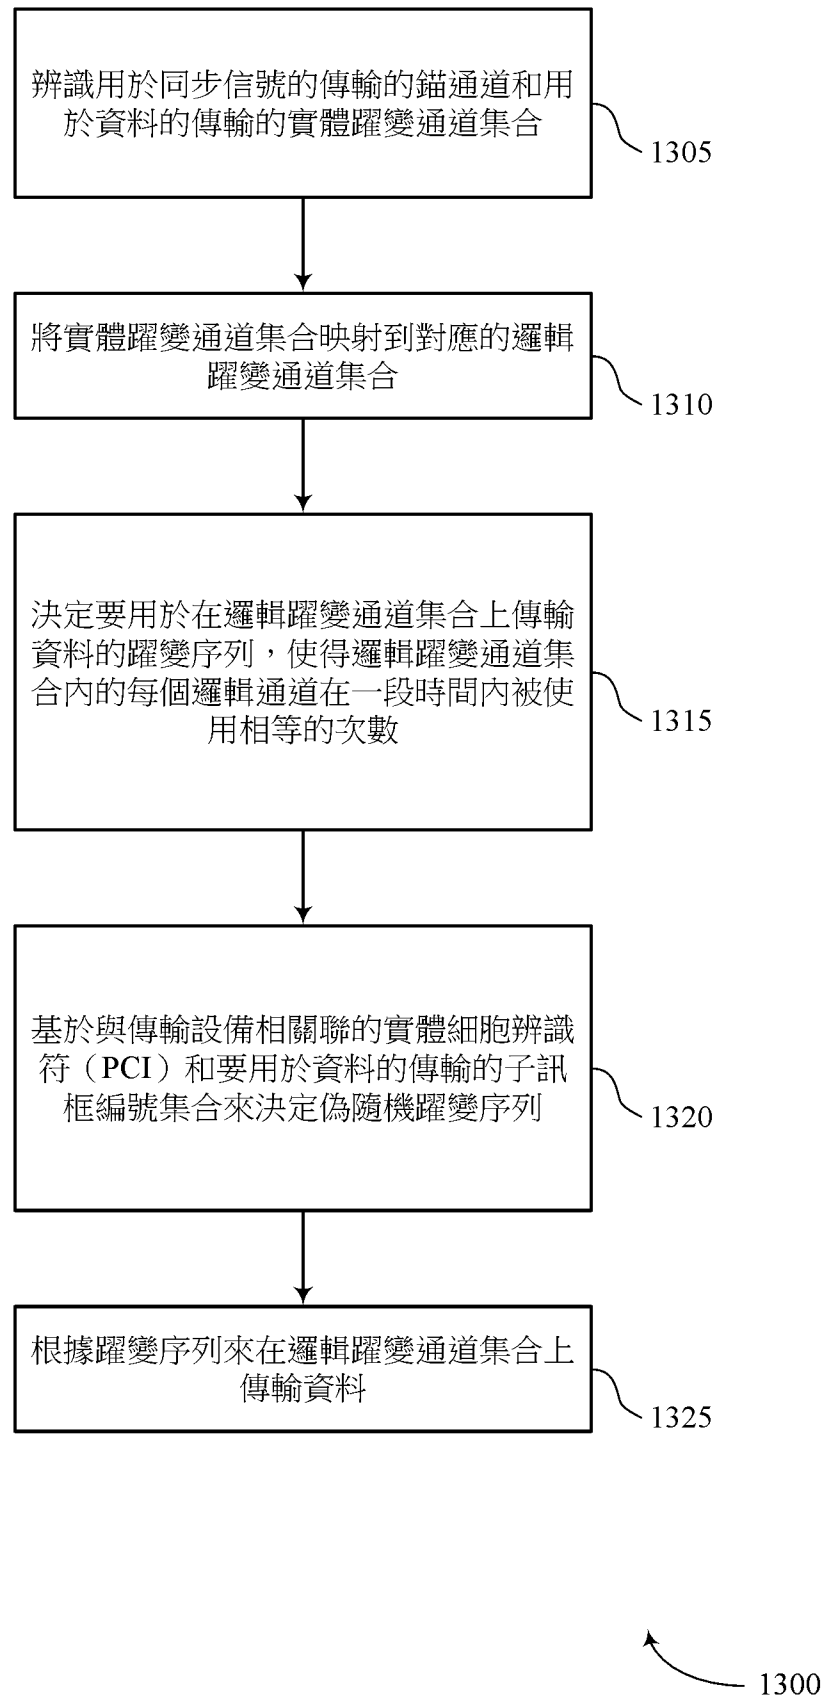 辨識用於同步信號的傳輸的錨通道和用
於資料的傳輸的實體躍變通道集合
1305
將實體躍變通道集合映射到對應的邏輯
躍變通道集合
1310
決定要用於在邏輯躍變通道集合上傳輸
資料的躍變序列，使得邏輯躍變通道集
合內的每個邏輯通道在一段時間內被使
用相等的次數
1315
基於與傳輸設備相關聯的實體細胞辨識
符（PCI）和要用於資料的傳輸的子訊
框編號集合來決定偽隨機躍變序列
1320
根據躍變序列來在邏輯躍變通道集合上
傳輸資料
1325
1300